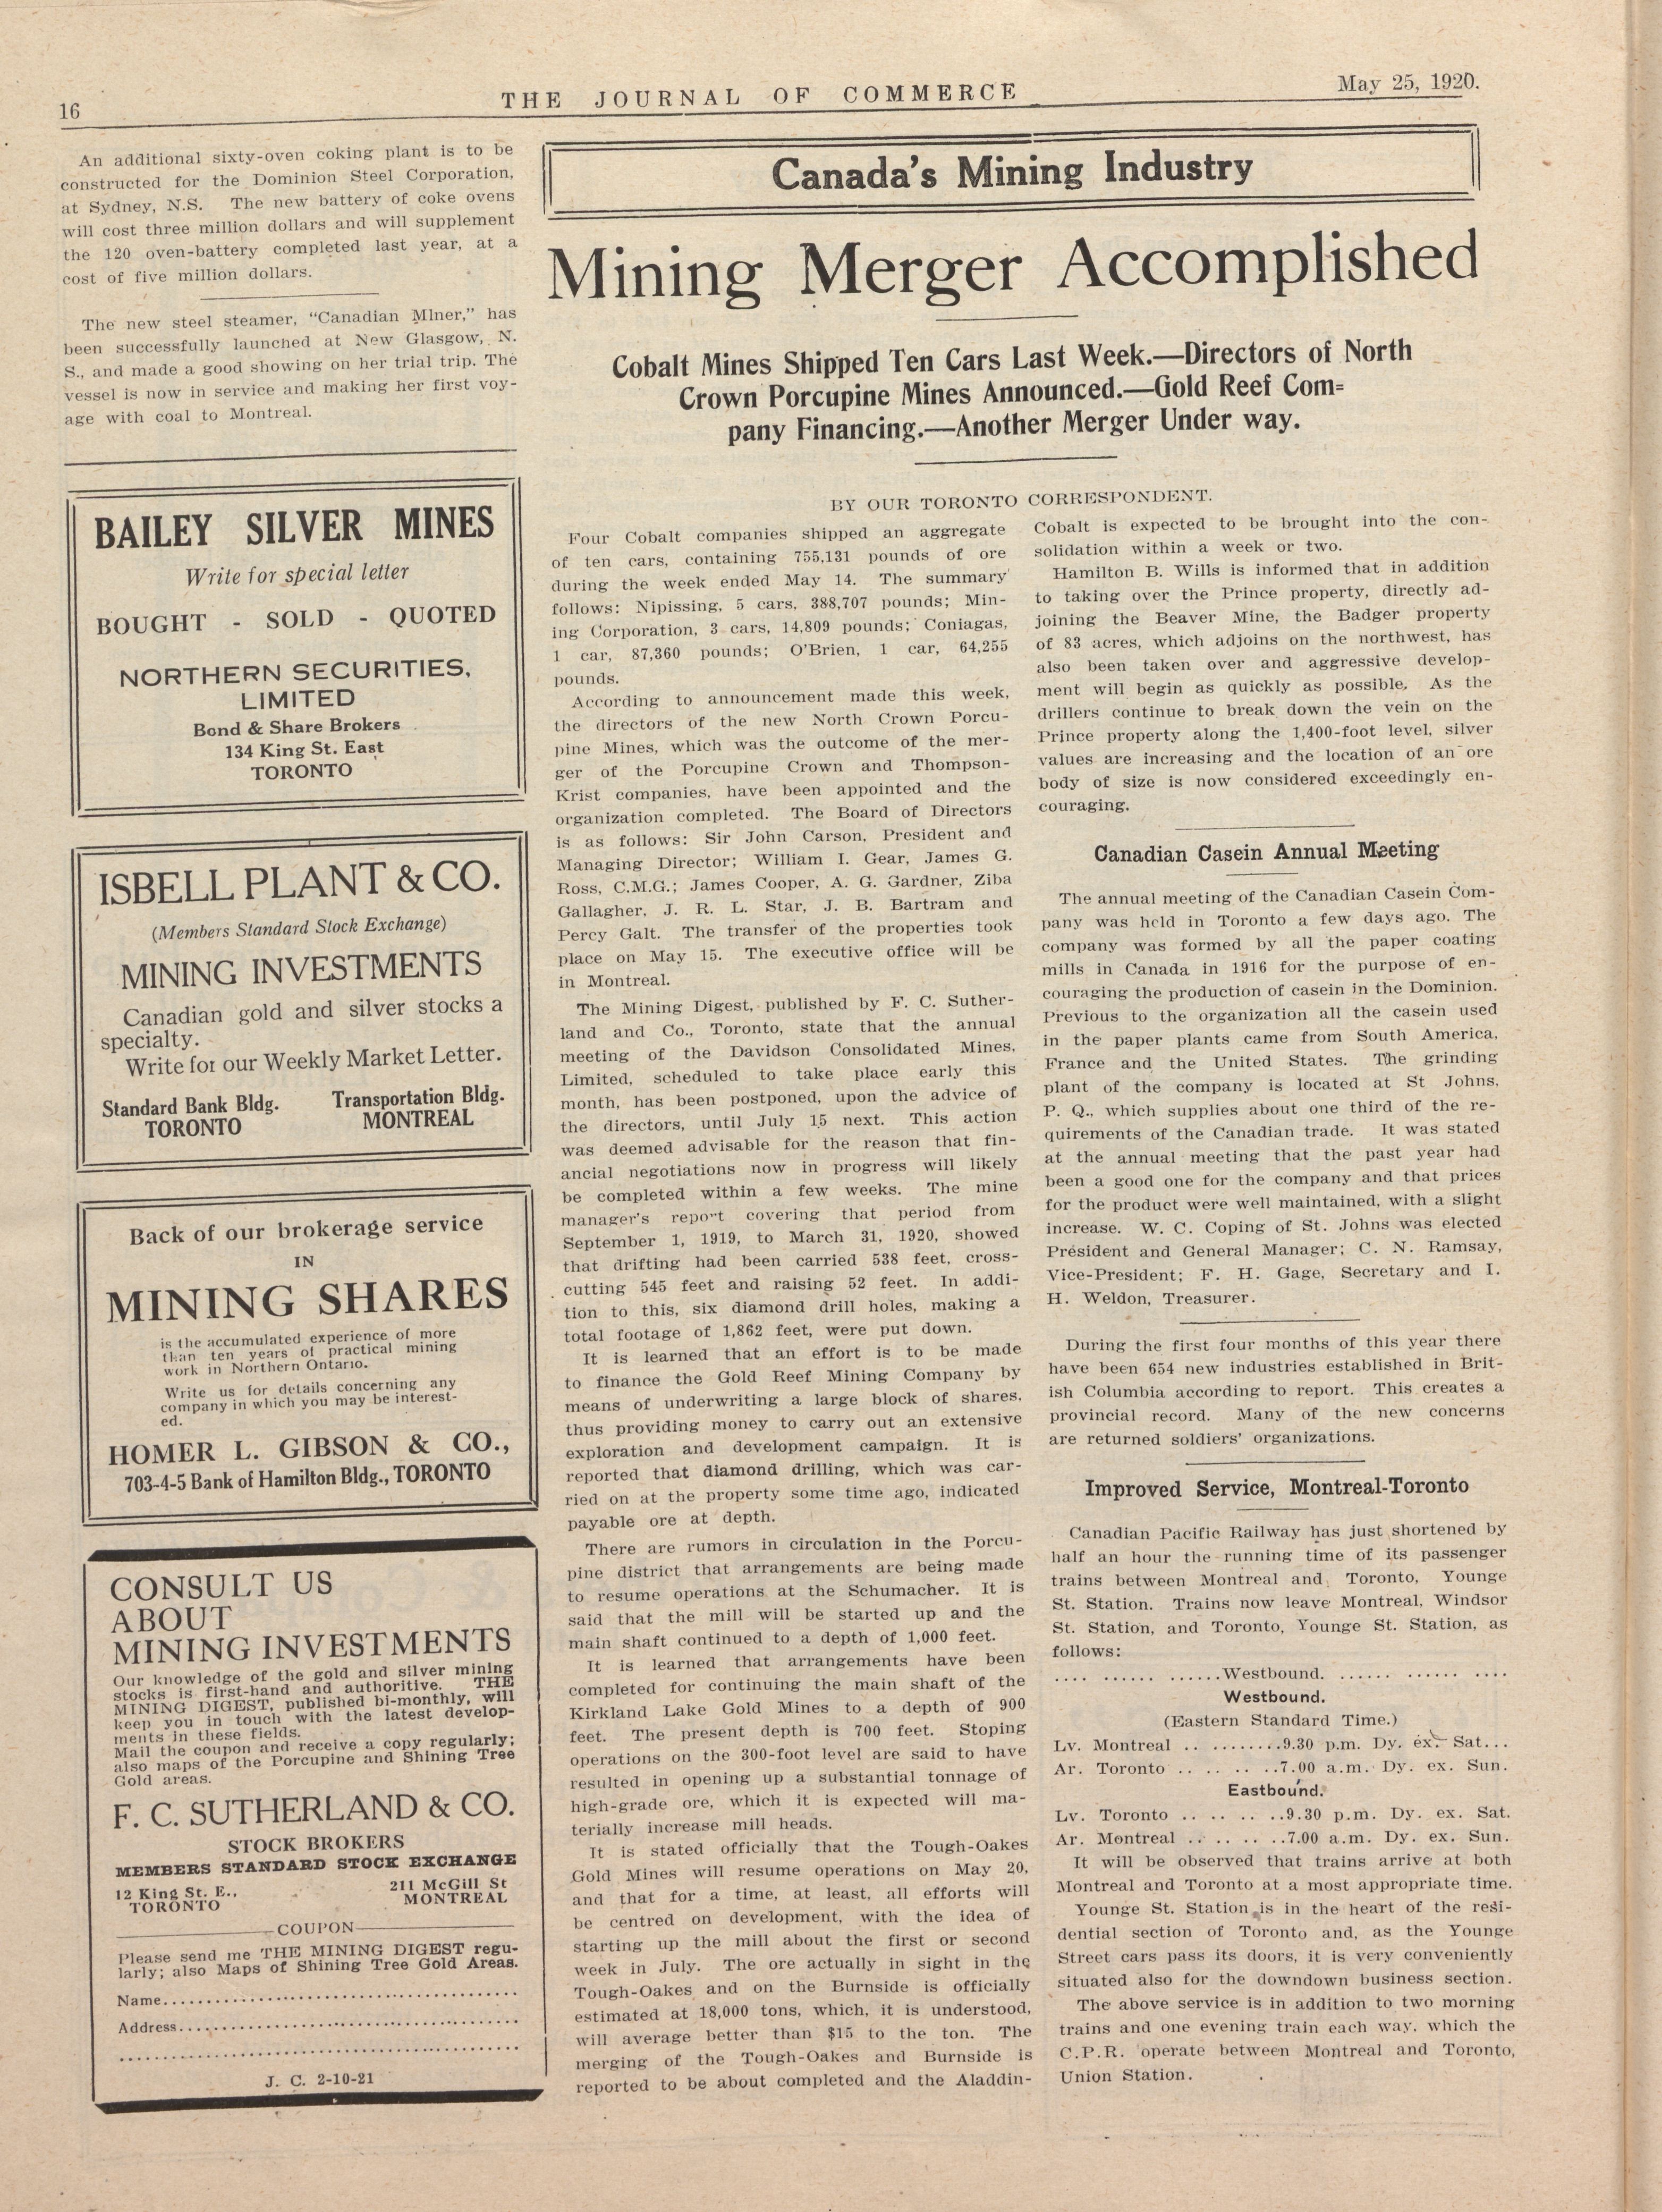 16
THE JOURNAL OF COMMERCE
May 25, 1920.
An additional sixty-oven coking plant is to be
constructed for the Dominion Steel Corporation,
at Sydney, N.S. The new battery of coke ovens
will cost three million dollars and will supplement
the 120 oven-battery completed last year, at a
cost of five million dollars.
The new steel steamer, “Canadian MIner,” has
been successfully launched at New Glasgow, N.
S., and made a good showing on her trial trip. The
vessel is now in service and making her first voy-
age with coal to Montreal.
BAILEY SILVER MINES
Write for special letter
BOUGHT - SOLD - QUOTED
NORTHERN SECURITIES,
LIMITED
Bond & Share Brokers
134 King St. East
TORONTO
ISBELL PLANT & CO.
(Members Standard Stock Exchange)
MINING INVESTMENTS
Canadian gold and silver stocks a
specialty.
Write for our Weekly Market Letter.
Standard Bank Bldg.
TORONTO
Transportation Bldg.
MONTREAL
Back of our brokerage service
IN
MINING SHARES
is the accumulated experience of more
than ten years of practical mining
work in Northern Ontario.
Write us for details concerning any
company in which you may be interest-
ed.
HOMER L. GIBSON & CO.,
703-4-5 Bank of Hamilton Bldg., TORONTO
CONSULT US
ABOUT
MINING INVESTMENTS
Our knowledge of the gold and silver mining
stocks is first-hand and authoritive. THE
MINING DIGEST, published bi-monthly, will
keep you in touch with the latest develop-
ments in these fields.
Mail the coupon and receive a copy regularly;
also maps of the Porcupine and Shining Tree
Gold areas.
F. C. SUTHERLAND & CO.
STOCK BROKERS
MEMBERS STANDARD STOCK EXCHANGE
12 King St. E.,
TORONTO
211 McGill St
MONTREAL
COUPON
Please send me THE MINING DIGEST regu-
larly; also Maps of Shining Tree Gold Areas.
Name..........................................
Address.......................................
..............................................
J. C. 2-10-21
Canada's Mining Industry
Mining Merger Accomplished
Cobalt Mines Shipped Ten Cars Last Week.—Directors of North
Crown Porcupine Mines Announced.—Gold Reef Com=
pany Financing.—Another Merger Under way.
BY OUR TORONTO CORRESPONDENT.
Four Cobalt companies shipped an aggregate
of ten cars, containing 755,131 pounds of ore
during the week ended May 14. The summary
follows: Nipissing, 5 cars, 388,707 pounds; Min-
ing Corporation, 3 cars, 14,809 pounds; Coniagas,
1 car, 87,360 pounds; O'Brien, 1 car, 64,255
pounds.
According to announcement made this week,
the directors of the new North Crown Porcu-
pine Mines, which was the outcome of the mer-
ger of the Porcupine Crown and Thompson-
Krist companies, have been appointed and the
organization completed. The Board of Directors
is as follows: Sir John Carson, President and
Managing Director; William I. Gear, James G.
Ross, C.M.G.; James Cooper, A. G. Gardner, Ziba
Gallagher, J. R. L. Star, J. B. Bartram and
Percy Galt. The transfer of the properties took
place on May 15. The executive office will be
in Montreal.
The Mining Digest, published by F. C. Suther-
land and Co., Toronto, state that the annual
meeting of the Davidson Consolidated Mines,
Limited, scheduled to take place early this
month, has been postponed, upon the advice of
the directors, until July 15 next. This action
was deemed advisable for the reason that fin-
ancial negotiations now in progress will likely
be completed within a few weeks. The mine
manager's report covering that period from
September 1, 1919, to March 31, 1920, showed
that drifting had been carried 538 feet, cross-
cutting 545 feet and raising 52 feet. In addi-
tion to this, six diamond drill holes, making a
total footage of 1,862 feet, were put down.
It is learned that an effort is to be made
to finance the Gold Reef Mining Company by
means of underwriting a large block of shares,
thus providing money to carry out an extensive
exploration and development campaign. It is
reported that diamond drilling, which was car-
ried on at the property some time ago, indicated
payable ore at depth.
There are rumors in circulation in the Porcu-
pine district that arrangements are being made
to resume operations at the Schumacher. It is
said that the mill will be started up and the
main shaft continued to a depth of 1,000 feet.
It is learned that arrangements have been
completed for continuing the main shaft of the
Kirkland Lake Gold Mines to a depth of 900
feet. The present depth is 700 feet. Stoping
operations on the 300-foot level are said to have
resulted in opening up a substantial tonnage of
high-grade ore, which it is expected will ma-
terially increase mill heads.
It is stated officially that the Tough-Oakes
Gold Mines will resume operations on May 20,
and that for a time, at least, all efforts will
be centred on development, with the idea of
starting up the mill about the first or second
week in July. The ore actually in sight in the
Tough-Oakes and on the Burnside is officially
estimated at 18,000 tons, which, it is understood,
will average better than $15 to the ton. The
merging of the Tough-Oakes and Burnside is
reported to be about completed and the Aladdin-
Cobalt is expected to be brought into the con-
solidation within a week or two.
Hamilton B. Wills is informed that in addition
to taking over the Prince property, directly ad-
joining the Beaver Mine, the Badger property
of 83 acres, which adjoins on the northwest, has
also been taken over and aggressive develop-
ment will begin as quickly as possible. As the
drillers continue to break down the vein on the
Prince property along the 1,400-foot level, silver
values are increasing and the location of an ore
body of size is now considered exceedingly en-
couraging.
Canadian Casein Annual Meeting
The annual meeting of the Canadian Casein Com-
pany was held in Toronto a few days ago. The
company was formed by all the paper coating
mills in Canada in 1916 for the purpose of en-
couraging the production of casein in the Dominion.
Previous to the organization all the casein used
in the paper plants came from South America,
France and the United States. The grinding
plant of the company is located at St Johns,
P. Q., which supplies about one third of the re-
quirements of the Canadian trade. It was stated
at the annual meeting that the past year had
been a good one for the company and that prices
for the product were well maintained, with a slight
increase. W. C. Coping of St. Johns was elected
President and General Manager; C. N. Ramsay,
Vice-President; F. H. Gage, Secretary and I.
H. Weldon, Treasurer.
During the first four months of this year there
have been 654 new industries established in Brit-
ish Columbia according to report. This creates a
provincial record. Many of the new concerns
are returned soldiers' organizations.
Improved Service, Montreal-Toronto
Canadian Pacific Railway has just shortened by
half an hour the running time of its passenger
trains between Montreal and Toronto, Younge
St. Station. Trains now leave Montreal, Windsor
St. Station, and Toronto, Younge St. Station, as
follows:
.... ...... ......Westbound. ...... ...... ....
Westbound.
(Eastern Standard Time.)
Lv. Montreal .. ........9.30 p.m. Dy. ex. Sat...
Ar. Toronto .. .. .. ..7.00 a.m. Dy. ex. Sun.
Eastbound.
Lv. Toronto .. .. .. ..9.30 p.m. Dy. ex. Sat.
Ar. Montreal .. .. .. ..7.00 a.m. Dy. ex. Sun.
It will be observed that trains arrive at both
Montreal and Toronto at a most appropriate time.
Younge St. Station is in the heart of the resi-
dential section of Toronto and, as the Younge
Street cars pass its doors, it is very conveniently
situated also for the downdown business section.
The above service is in addition to two morning
trains and one evening train each way, which the
C.P.R. operate between Montreal and Toronto,
Union Station.